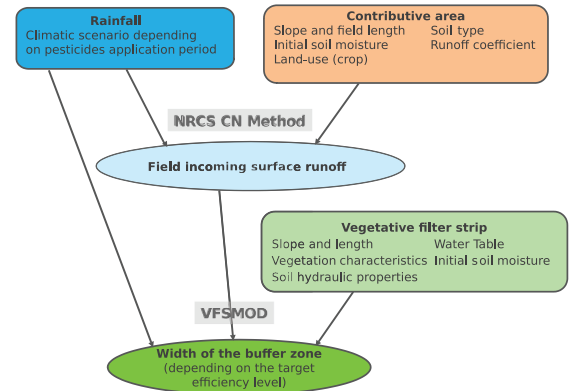 Rainfall
Climatic scenario depending
on pesticides application period
Contributive area
Slope and field length Soil type
Initial soil moisture Runoff coefficient
Land-use (crop)
NRCS CN Method
Field incoming surface runoff
Vegetative filter strip
Slope and length Water Table
Vegetation characteristics Initial soil moisture
Soil hydraulic properties
VFSMOD
Width of the buffer zone
(depending on the target
efficiency level)